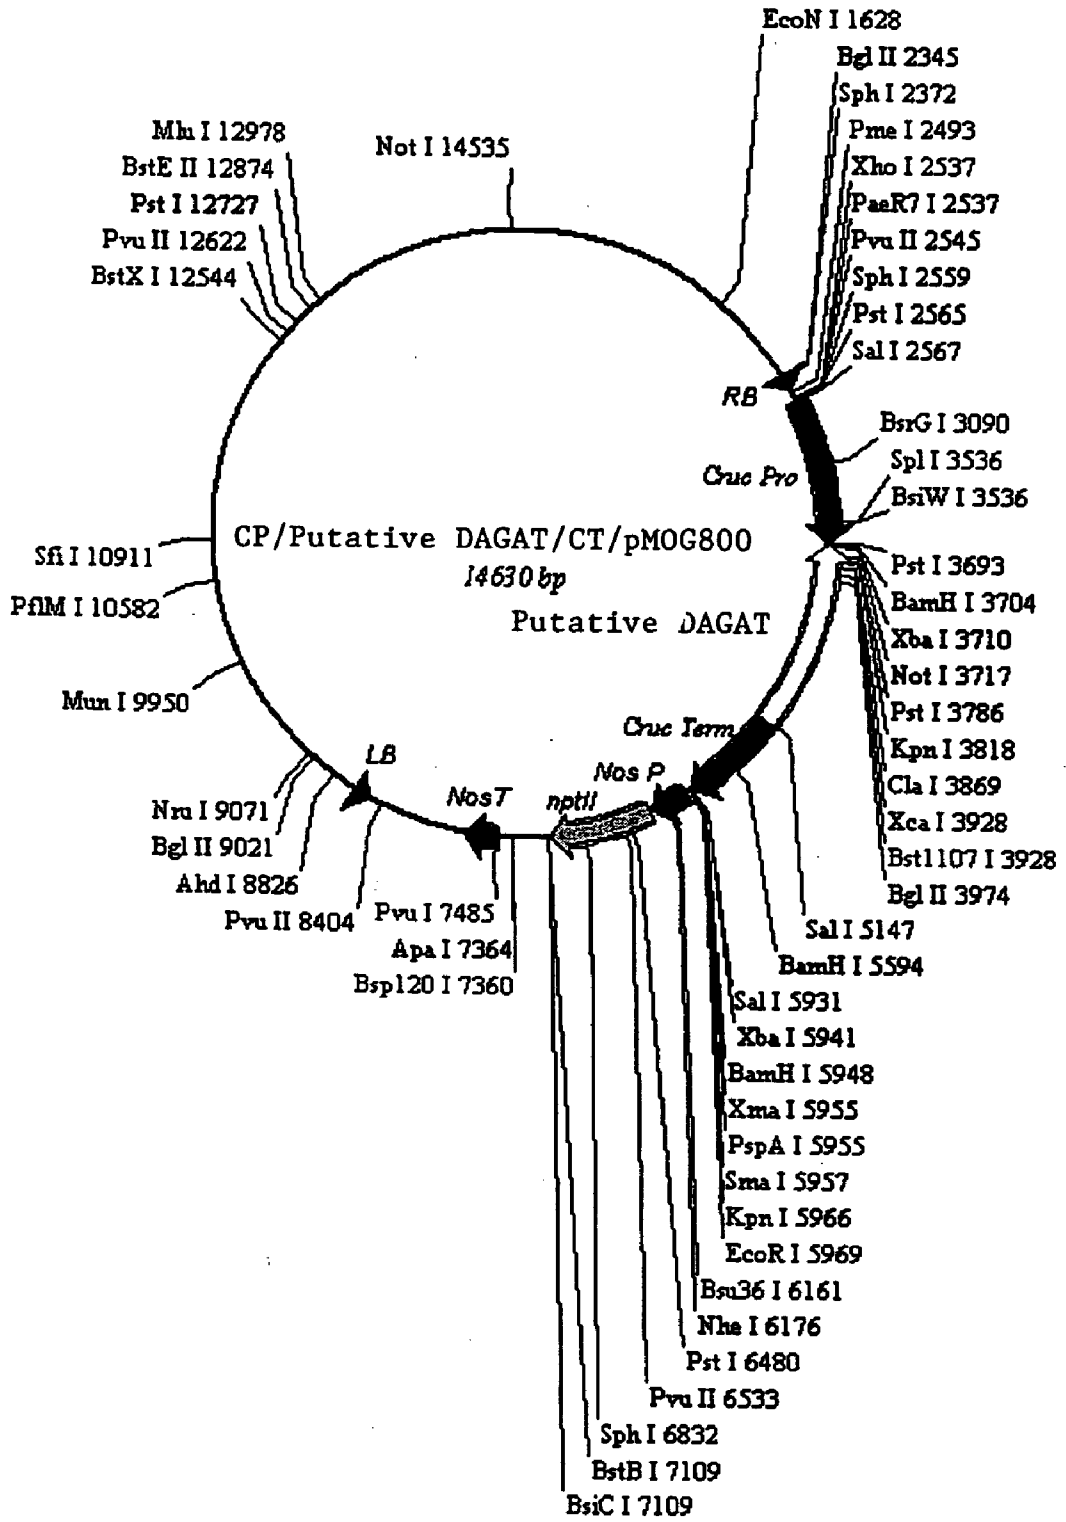 EcoN I 1628
Bgl II 2345
Sph I 2372
Pme I 2493
Xho I 2537
PaeR7 I 2537
Pvu II 2545
Sph I 2559
Pst I 2565
Sal I 2567
Mlu I 12978
BstE II 12874
Pst I 12727
Pvu II 12622
BstX I 12544
Not I 14535
RB
BsrG I 3090
Spl I 3536
BsiW I 3536
Cruc Pro
CP/Putative DAGAT/CT/pMOG800
14630 bp
Putative DAGAT
Sfi I 10911
PflM I 10582
Mun I 9950
Pst I 3693
BamH I 3704
Xba I 3710
Not I 3717
Pst I 3786
Kpn I 3818
Cla I 3869
Xca I 3928
Bst1107 I 3928
Bgl II 3974
Cruc Term
Nos P
nptII
NosT
LB
Nru I 9071
Bgl II 9021
Ahd I 8826
Pvu II 8404
Pvu I 7485
Apa I 7364
Bsp120 I 7360
Sal I 5147
BamH I 5594
Sal I 5931
Xba I 5941
BamH I 5948
Xma I 5955
PspA I 5955
Sma I 5957
Kpn I 5966
EcoR I 5969
Bsu36 I 6161
Nhe I 6176
Pst I 6480
Pvu II 6533
Sph I 6832
BstB I 7109
BsiC I 7109